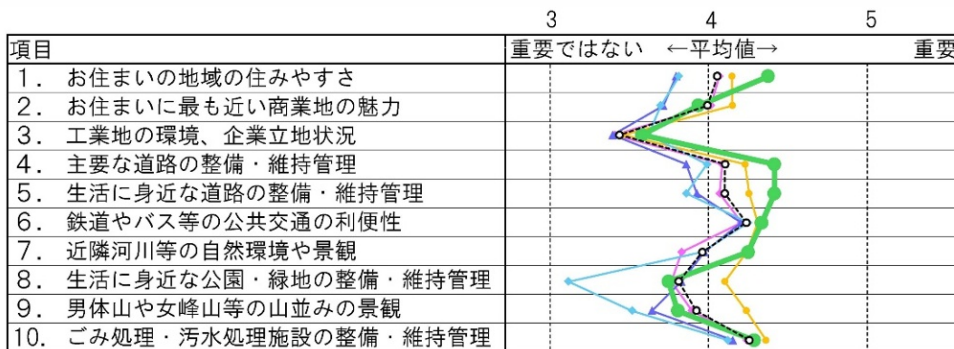 3 4 5
項目 重要ではない ←平均値→ 重要
1. お住まいの地域の住みやすさ
2. お住まいに最も近い商業地の魅力
3. 工業地の環境、企業立地状況
4. 主要な道路の整備・維持管理
5. 生活に身近な道路の整備・維持管理
6. 鉄道やバス等の公共交通の利便性
7. 近隣河川等の自然環境や景観
8. 生活に身近な公園・緑地の整備・維持管理
9. 男体山や女峰山等の山並みの景観
10. ごみ処理・汚水処理施設の整備・維持管理